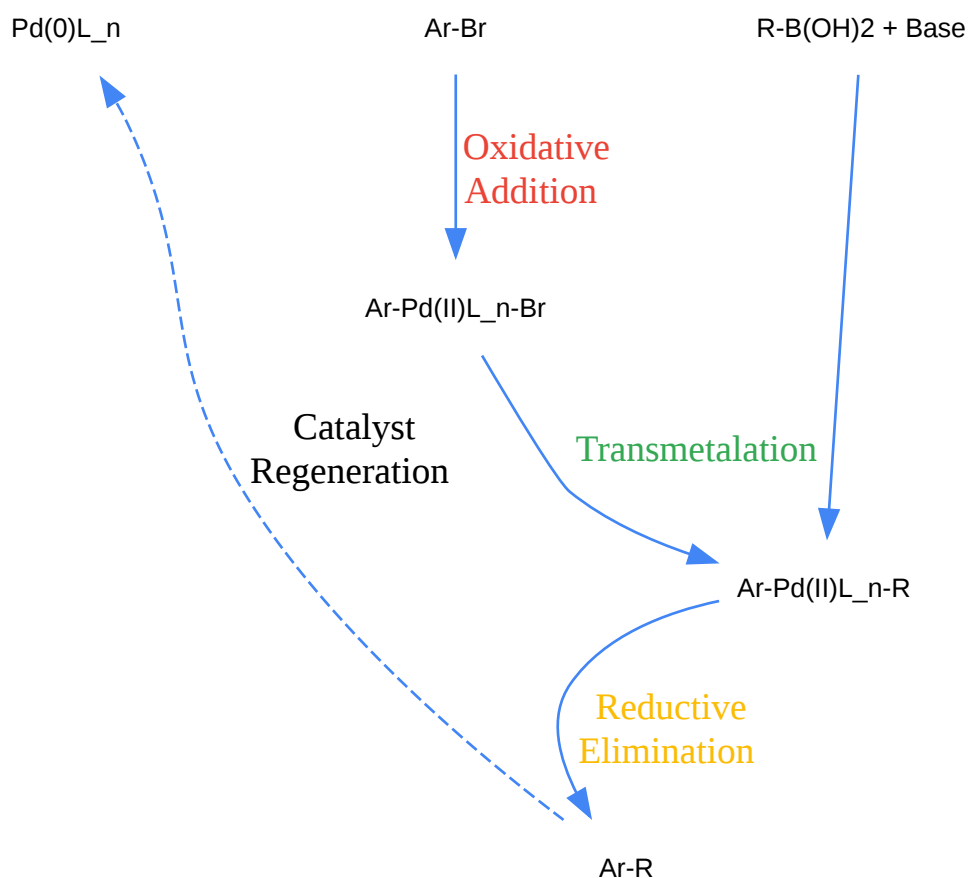 Pd(0)L_n
Ar-Br
R-B(OH)2 + Base
Oxidative
Addition
Ar-Pd(II)L_n-Br
Catalyst
Regeneration
Transmetalation
Ar-Pd(II)L_n-R
Reductive
Elimination
Ar-R